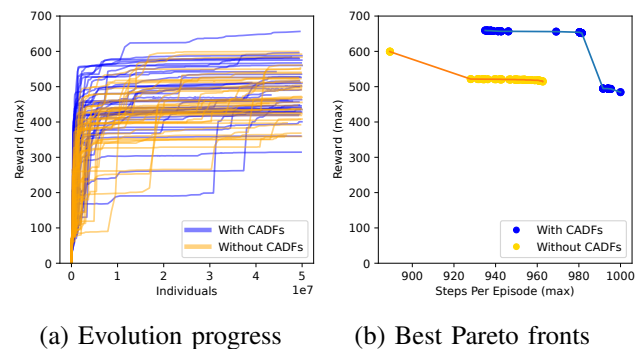 700
600
500
400
300
200
100
0
Reward (max)
0 1 2 3 4 5
1e7
Individuals
With CADFs
Without CADFs
(a) Evolution progress
700
600
500
400
300
200
100
0
Reward (max)
900 920 940 960 980 1000
Steps Per Episode (max)
With CADFs
Without CADFs
(b) Best Pareto fronts